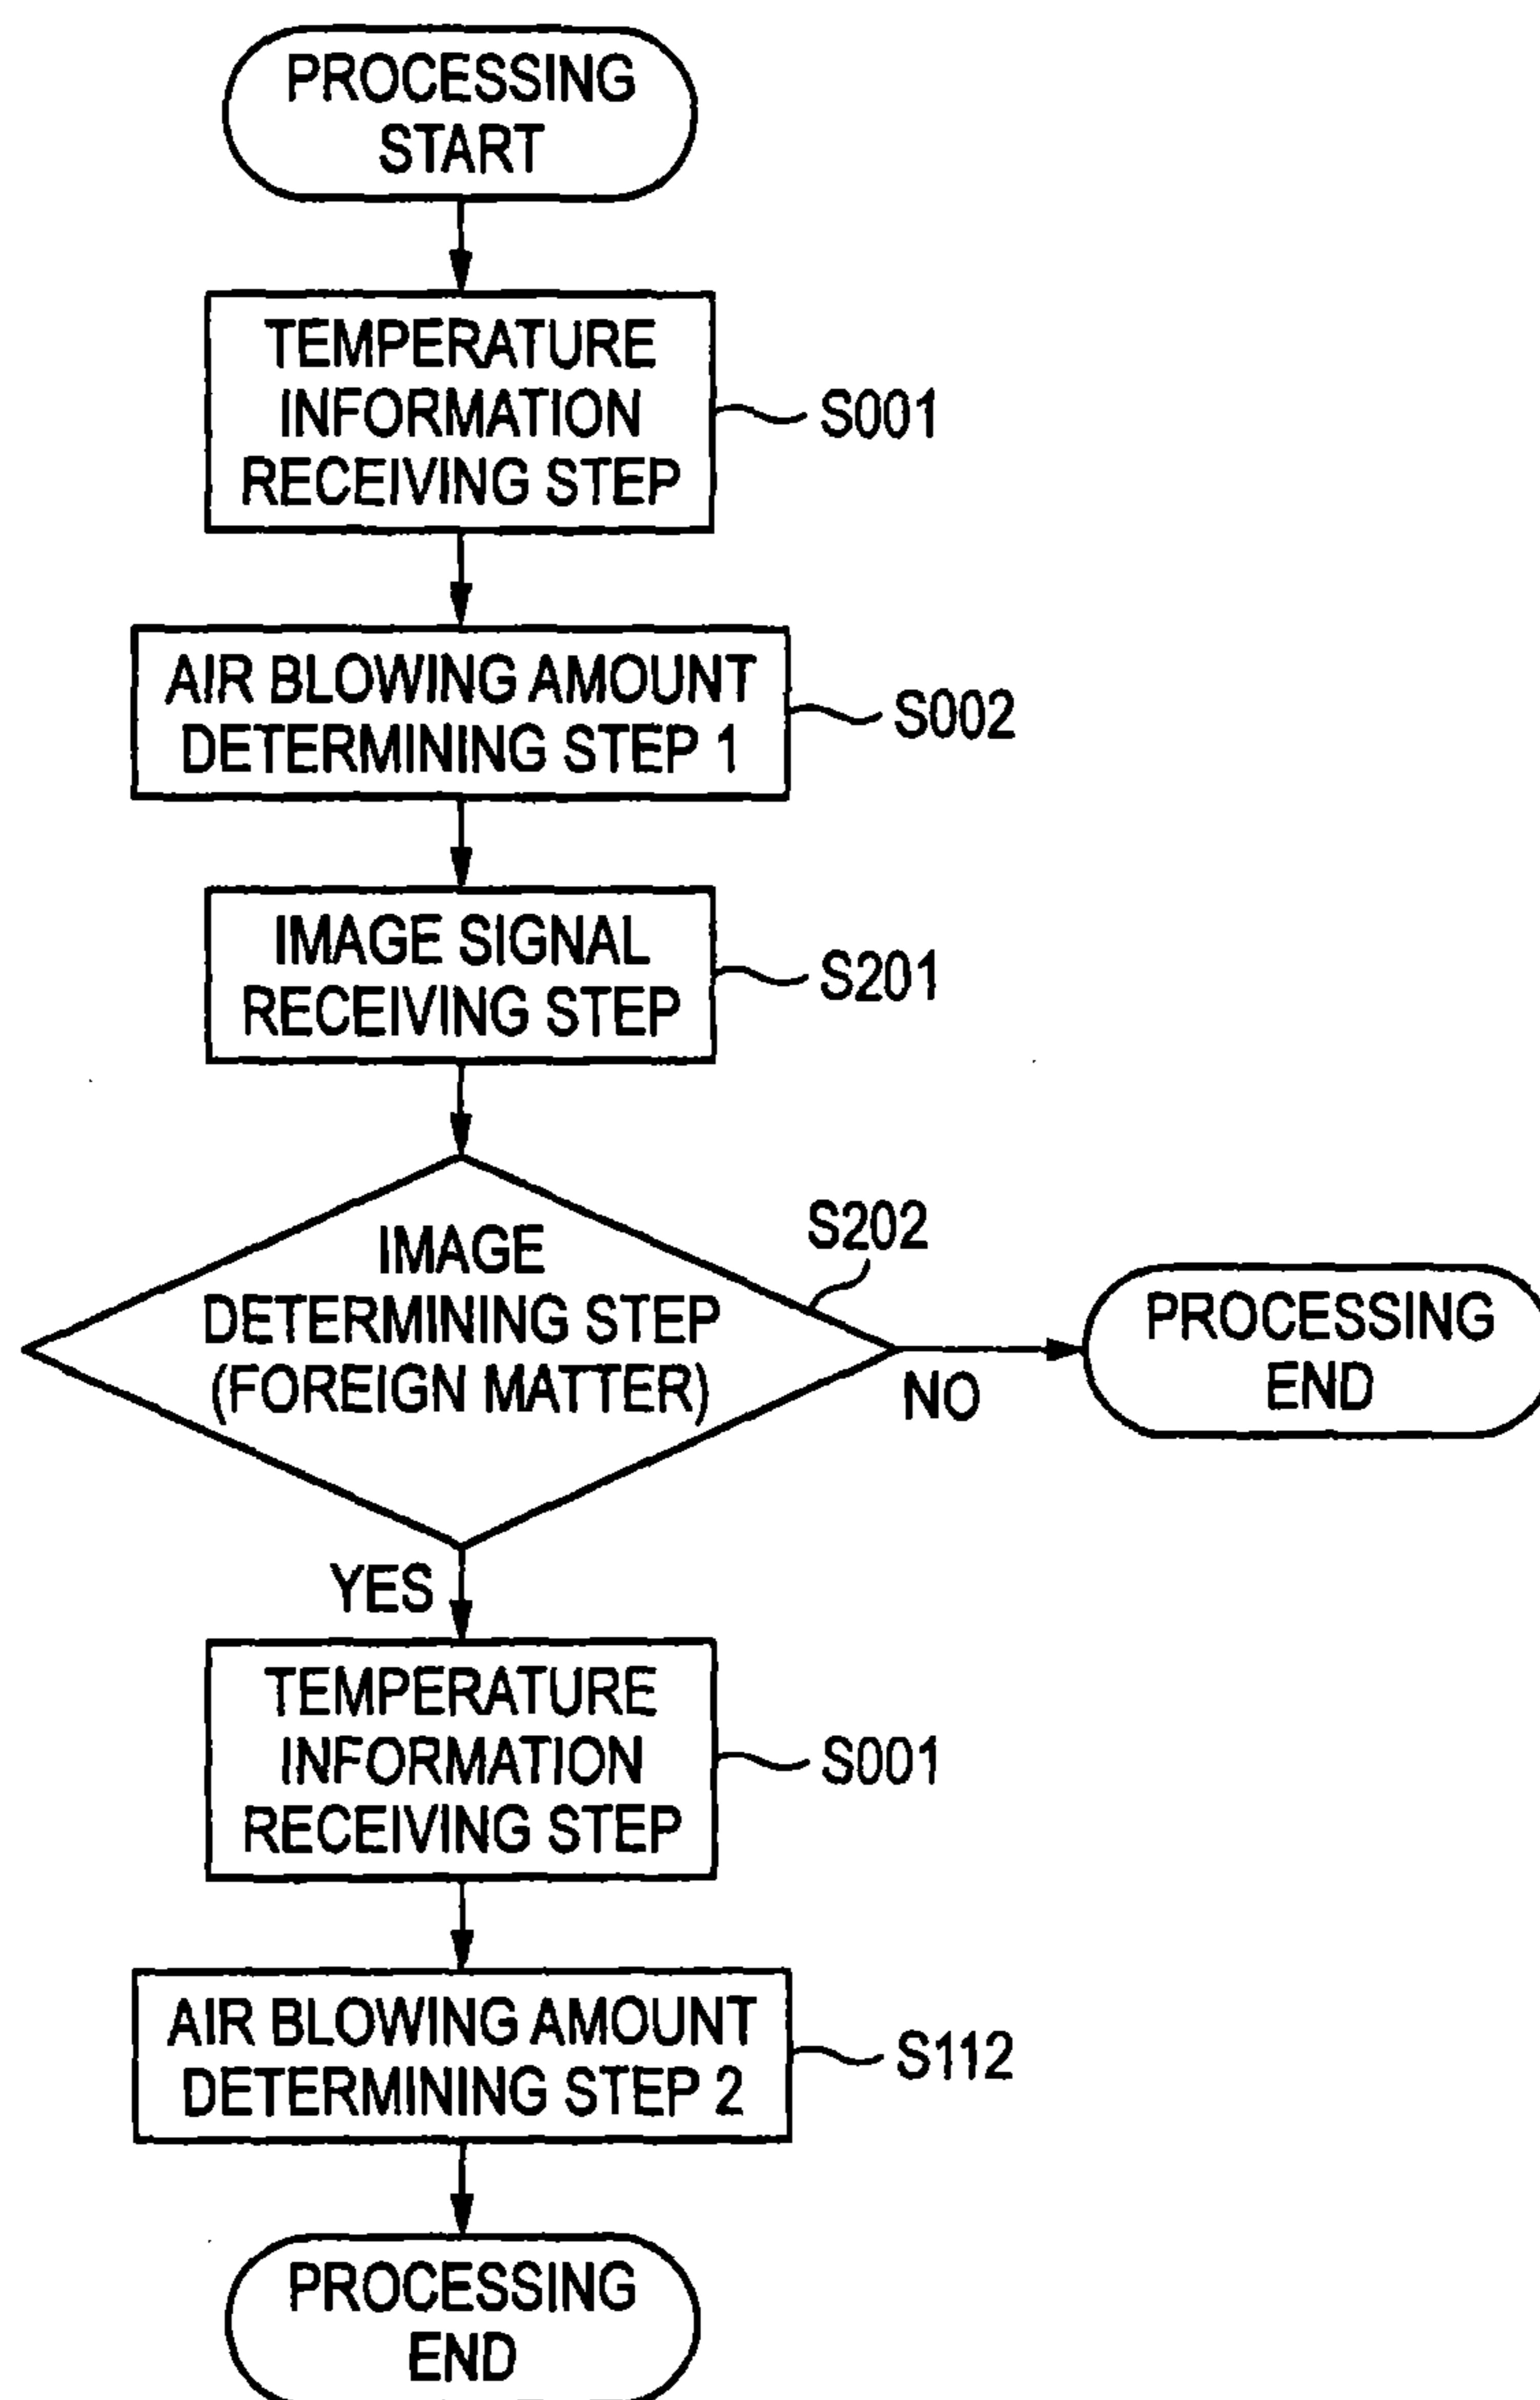 PROCESSING
START
TEMPERATURE
INFORMATION
RECEIVING STEP
S001
AIR BLOWING AMOUNT
DETERMINING STEP 1
S002
IMAGE SIGNAL
RECEIVING STEP
S201
IMAGE
DETERMINING STEP
(FOREIGN MATTER)
S202
NO
PROCESSING
END
YES
TEMPERATURE
INFORMATION
RECEIVING STEP
S001
AIR BLOWING AMOUNT
DETERMINING STEP 2
S112
PROCESSING
END